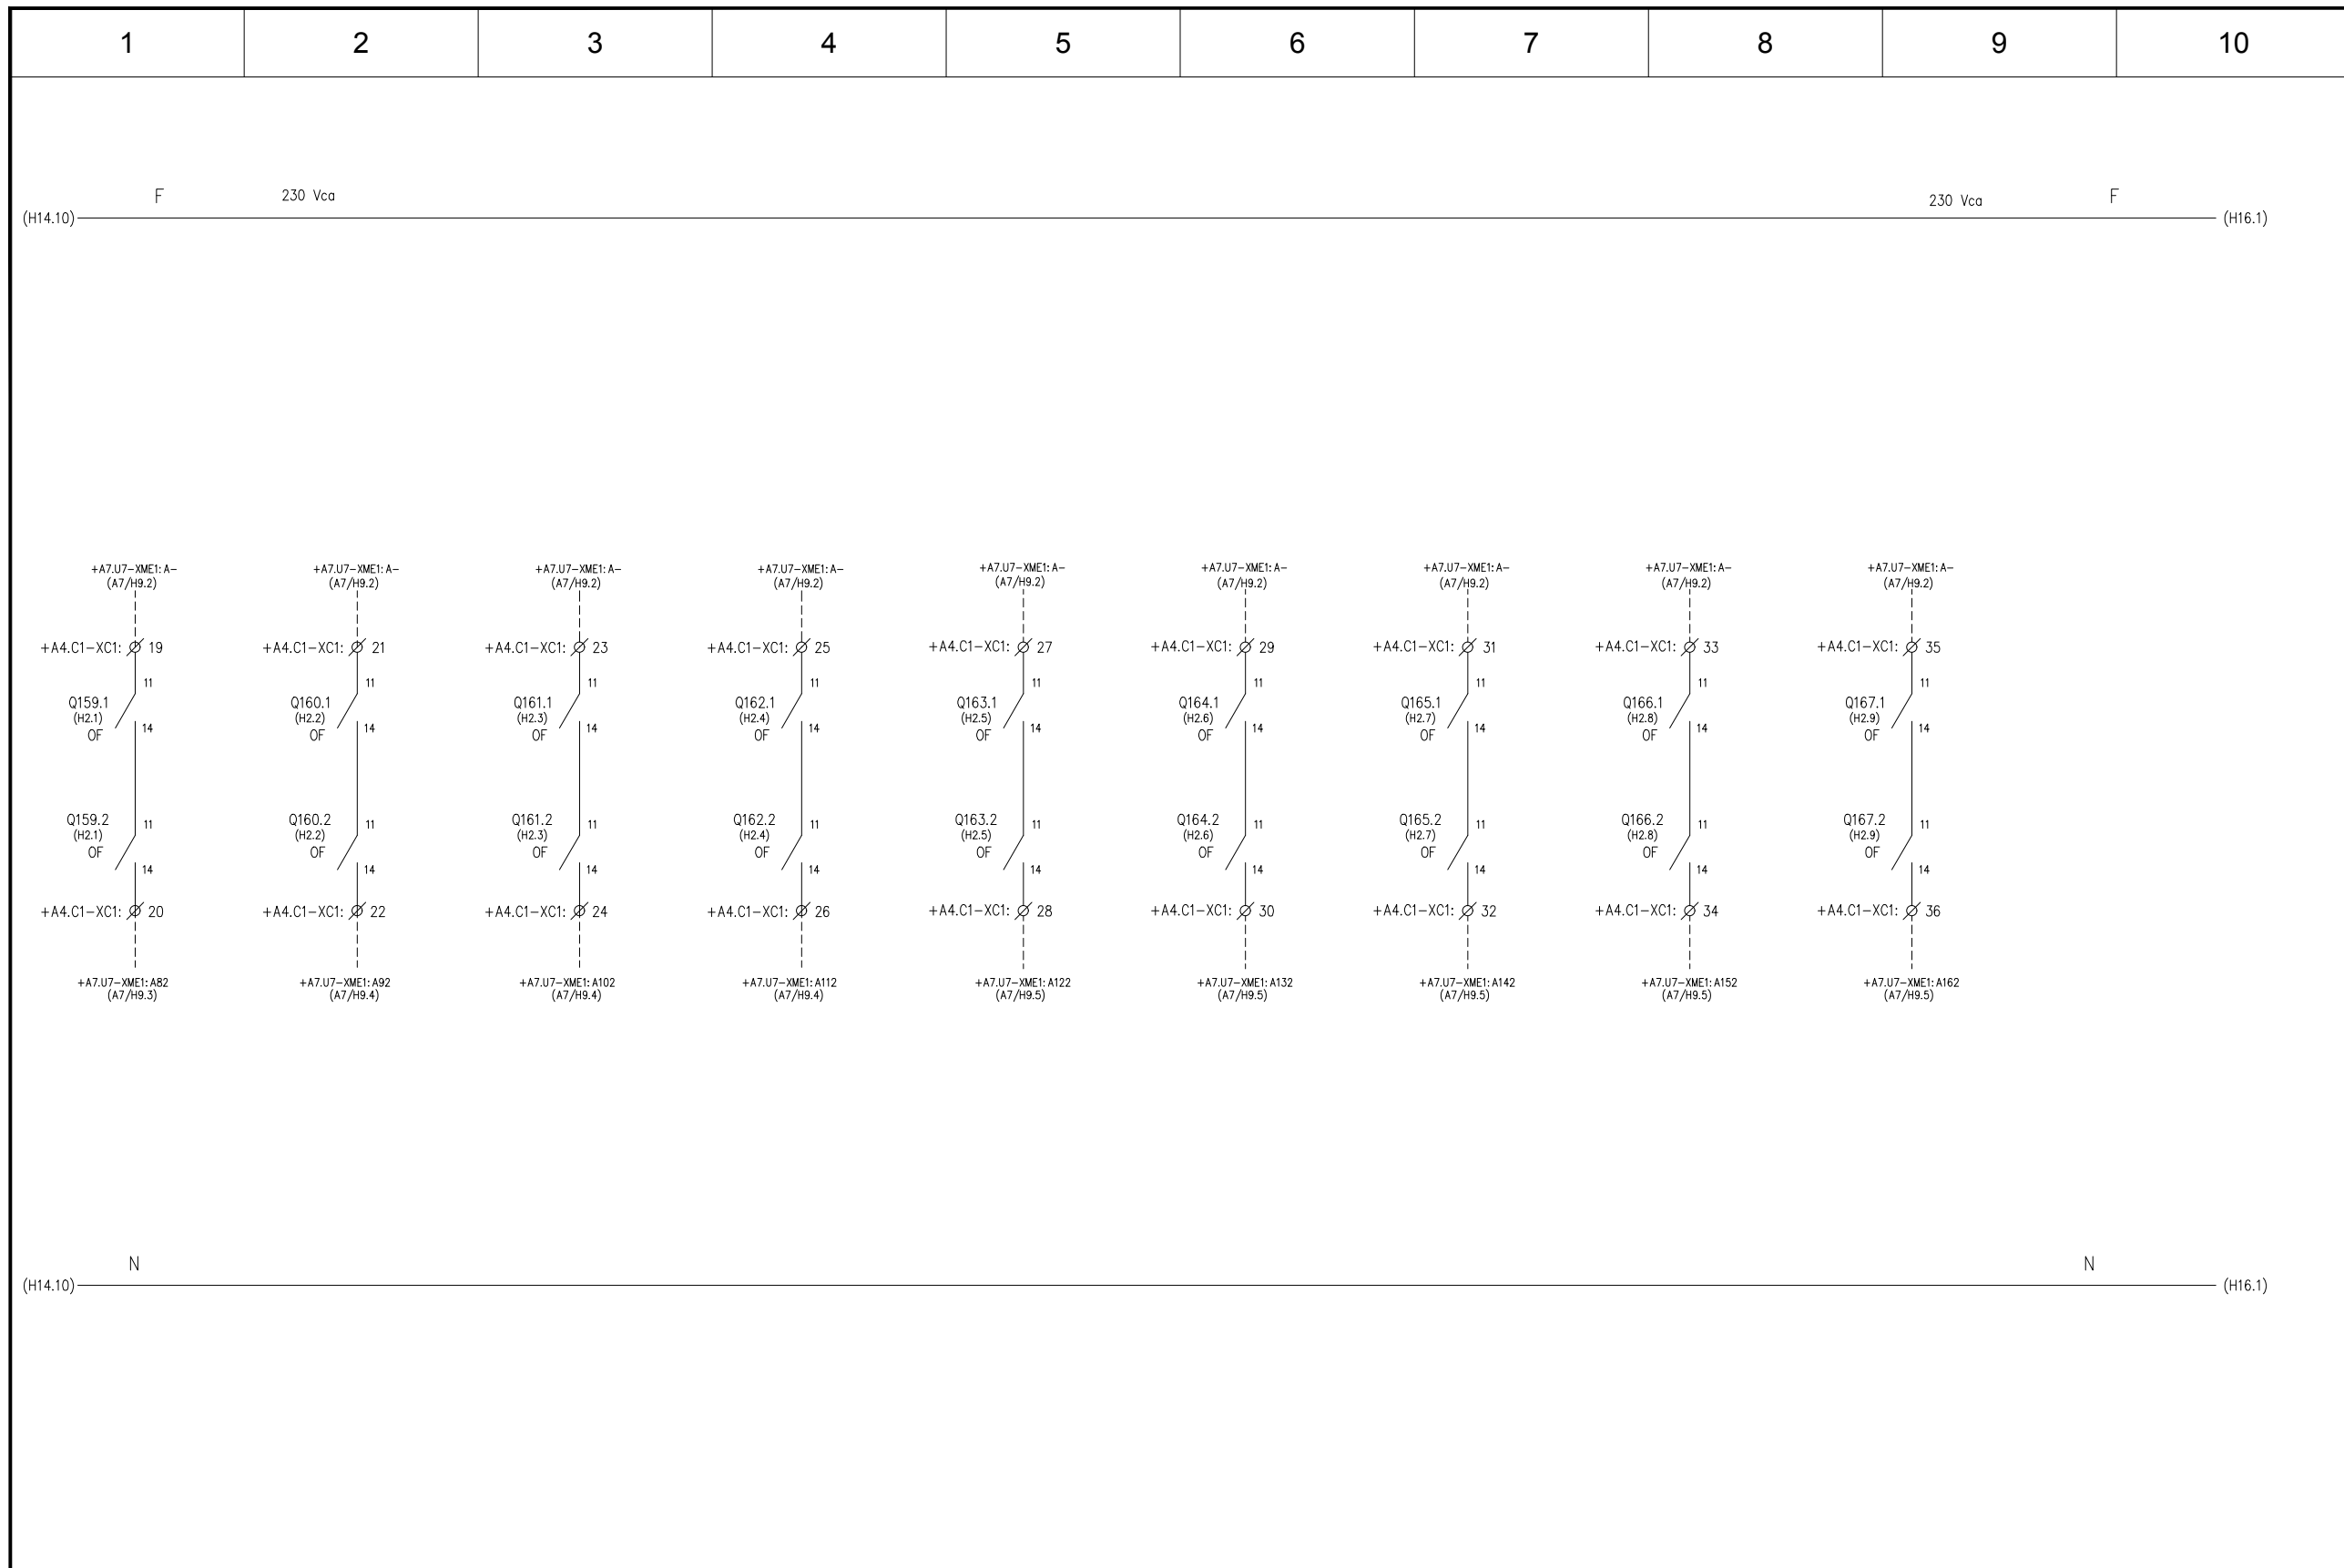 1 2 3 4 5 6 7 8 9 10
F 230 Vca 230 Vca F
(H14.10) (H16.1)
+A7.U7-XME1:A- +A7.U7-XME1:A- +A7.U7-XME1:A- +A7.U7-XME1:A- +A7.U7-XME1:A- +A7.U7-XME1:A- +A7.U7-XME1:A- +A7.U7-XME1:A- +A7.U7-XME1:A-
(A7/H9.2) (A7/H9.2) (A7/H9.2) (A7/H9.2) (A7/H9.2) (A7/H9.2) (A7/H9.2) (A7/H9.2) (A7/H9.2)
+A4.C1-XC1: 19 +A4.C1-XC1: 21 +A4.C1-XC1: 23 +A4.C1-XC1: 25 +A4.C1-XC1: 27 +A4.C1-XC1: 29 +A4.C1-XC1: 31 +A4.C1-XC1: 33 +A4.C1-XC1: 35
11 11 11 11 11 11 11 11 11
Q159.1 Q160.1 Q161.1 Q162.1 Q163.1 Q164.1 Q165.1 Q166.1 Q167.1
(H2.1) (H2.2) (H2.3) (H2.4) (H2.5) (H2.6) (H2.7) (H2.8) (H2.9)
OF 14 OF 14 OF 14 OF 14 OF 14 OF 14 OF 14 OF 14 OF 14
Q159.2 11 Q160.2 11 Q161.2 11 Q162.2 11 Q163.2 11 Q164.2 11 Q165.2 11 Q166.2 11 Q167.2 11
(H2.1) (H2.2) (H2.3) (H2.4) (H2.5) (H2.6) (H2.7) (H2.8) (H2.9)
OF OF OF OF OF OF OF OF OF
14 14 14 14 14 14 14 14 14
+A4.C1-XC1: 20 +A4.C1-XC1: 22 +A4.C1-XC1: 24 +A4.C1-XC1: 26 +A4.C1-XC1: 28 +A4.C1-XC1: 30 +A4.C1-XC1: 32 +A4.C1-XC1: 34 +A4.C1-XC1: 36
+A7.U7-XME1:A82 +A7.U7-XME1:A92 +A7.U7-XME1:A102 +A7.U7-XME1:A112 +A7.U7-XME1:A122 +A7.U7-XME1:A132 +A7.U7-XME1:A142 +A7.U7-XME1:A152 +A7.U7-XME1:A162
(A7/H9.3) (A7/H9.4) (A7/H9.4) (A7/H9.4) (A7/H9.5) (A7/H9.5) (A7/H9.5) (A7/H9.5) (A7/H9.5)
N N
(H14.10) (H16.1)